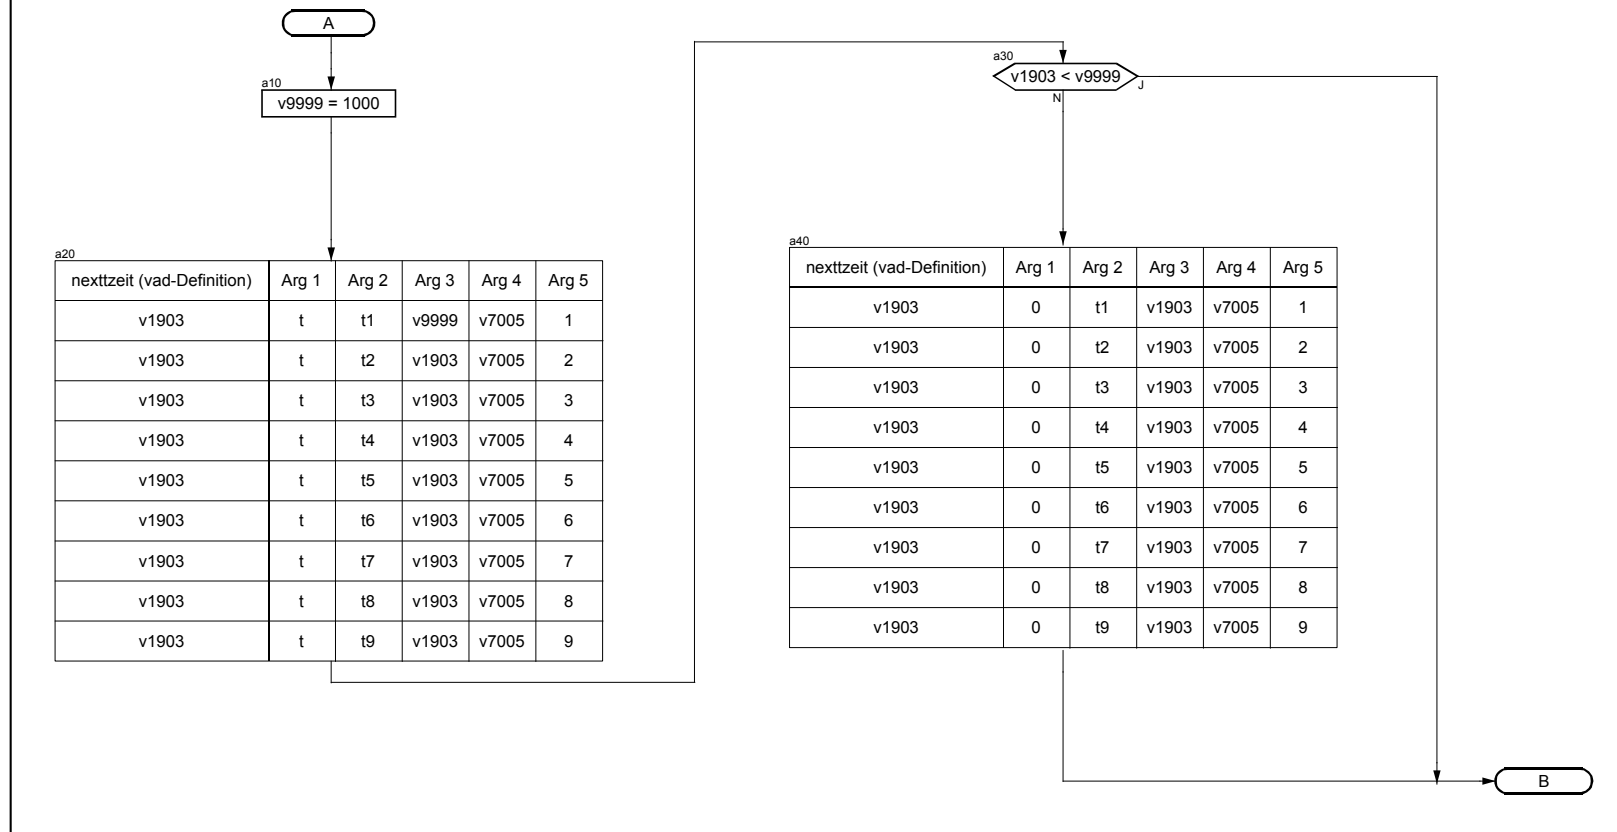 A
a10
v9999 = 1000
a20
nexttzeit (vad-Definition) Arg 1 Arg 2 Arg 3 Arg 4 Arg 5
v1903 t t1 v9999 v7005 1
v1903 t t2 v1903 v7005 2
v1903 t t3 v1903 v7005 3
v1903 t t4 v1903 v7005 4
v1903 t t5 v1903 v7005 5
v1903 t t6 v1903 v7005 6
v1903 t t7 v1903 v7005 7
v1903 t t8 v1903 v7005 8
v1903 t t9 v1903 v7005 9
a30
v1903 < v9999
N J
a40
nexttzeit (vad-Definition) Arg 1 Arg 2 Arg 3 Arg 4 Arg 5
v1903 0 t1 v1903 v7005 1
v1903 0 t2 v1903 v7005 2
v1903 0 t3 v1903 v7005 3
v1903 0 t4 v1903 v7005 4
v1903 0 t5 v1903 v7005 5
v1903 0 t6 v1903 v7005 6
v1903 0 t7 v1903 v7005 7
v1903 0 t8 v1903 v7005 8
v1903 0 t9 v1903 v7005 9
B